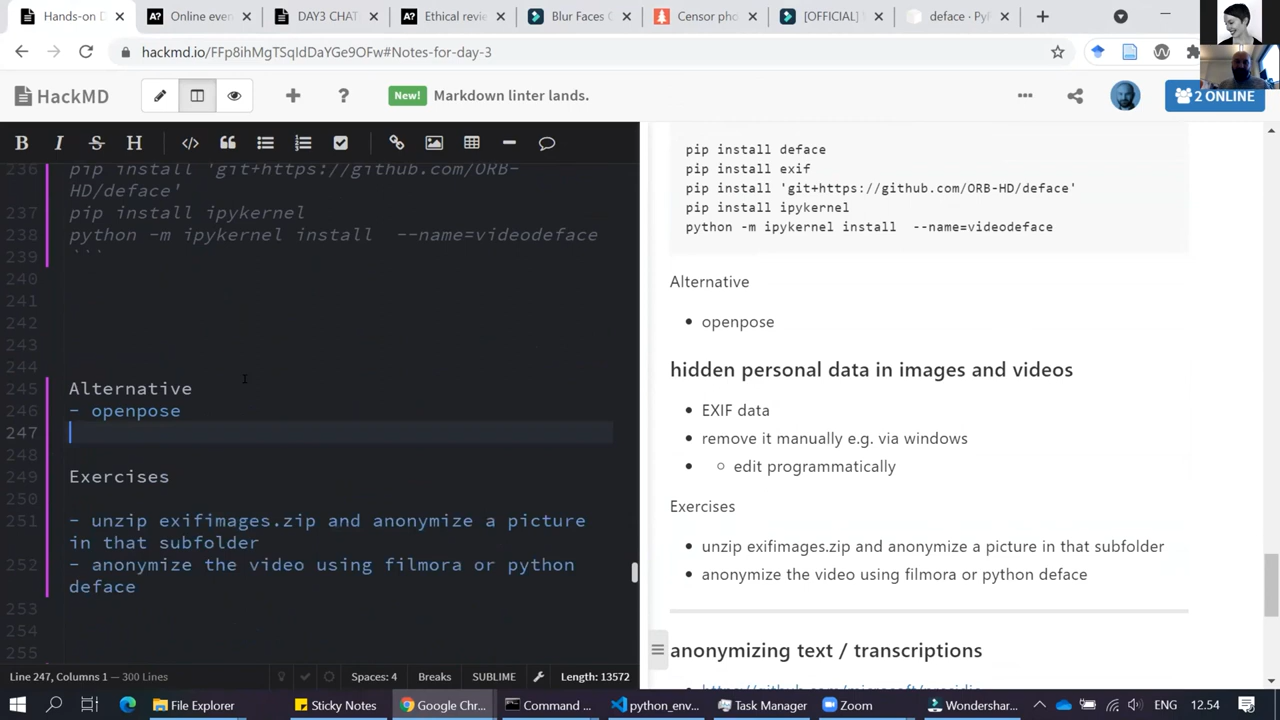 Hands-on D
Online even
DAY3 CHAT
Ethical revie
Blur Faces O
Censor pho
[OFFICIAL]
deface · PyP
hackmd.io/FFp8ihMgTSqIdDaYGe9OFw#Notes-for-day-3
HackMD
New! Markdown linter lands.
2 ONLINE
236 pip install 'git+https://github.com/ORB-
HD/deface'
237 pip install ipykernel
238 python -m ipykernel install --name=videodeface
239 ```
240
241
242
243
244
245 Alternative
246 - openpose
247
248
249 Exercises
250
251 - unzip exifimages.zip and anonymize a picture
in that subfolder
252 - anonymize the video using filmora or python
deface
253
254
255
Line 247, Columns 1 — 300 Lines
Spaces: 4
Breaks
SUBLIME
Length: 13572
pip install deface
pip install exif
pip install 'git+https://github.com/ORB-HD/deface'
pip install ipykernel
python -m ipykernel install --name=videodeface
Alternative
• openpose
hidden personal data in images and videos
• EXIF data
• remove it manually e.g. via windows
• ○ edit programmatically
Exercises
• unzip exifimages.zip and anonymize a picture in that subfolder
• anonymize the video using filmora or python deface
anonymizing text / transcriptions
• https://github.com/microsoft/presidio
File Explorer
Sticky Notes
Google Chr...
Command ...
python_env...
Task Manager
Zoom
Wondershar...
ENG
12.54